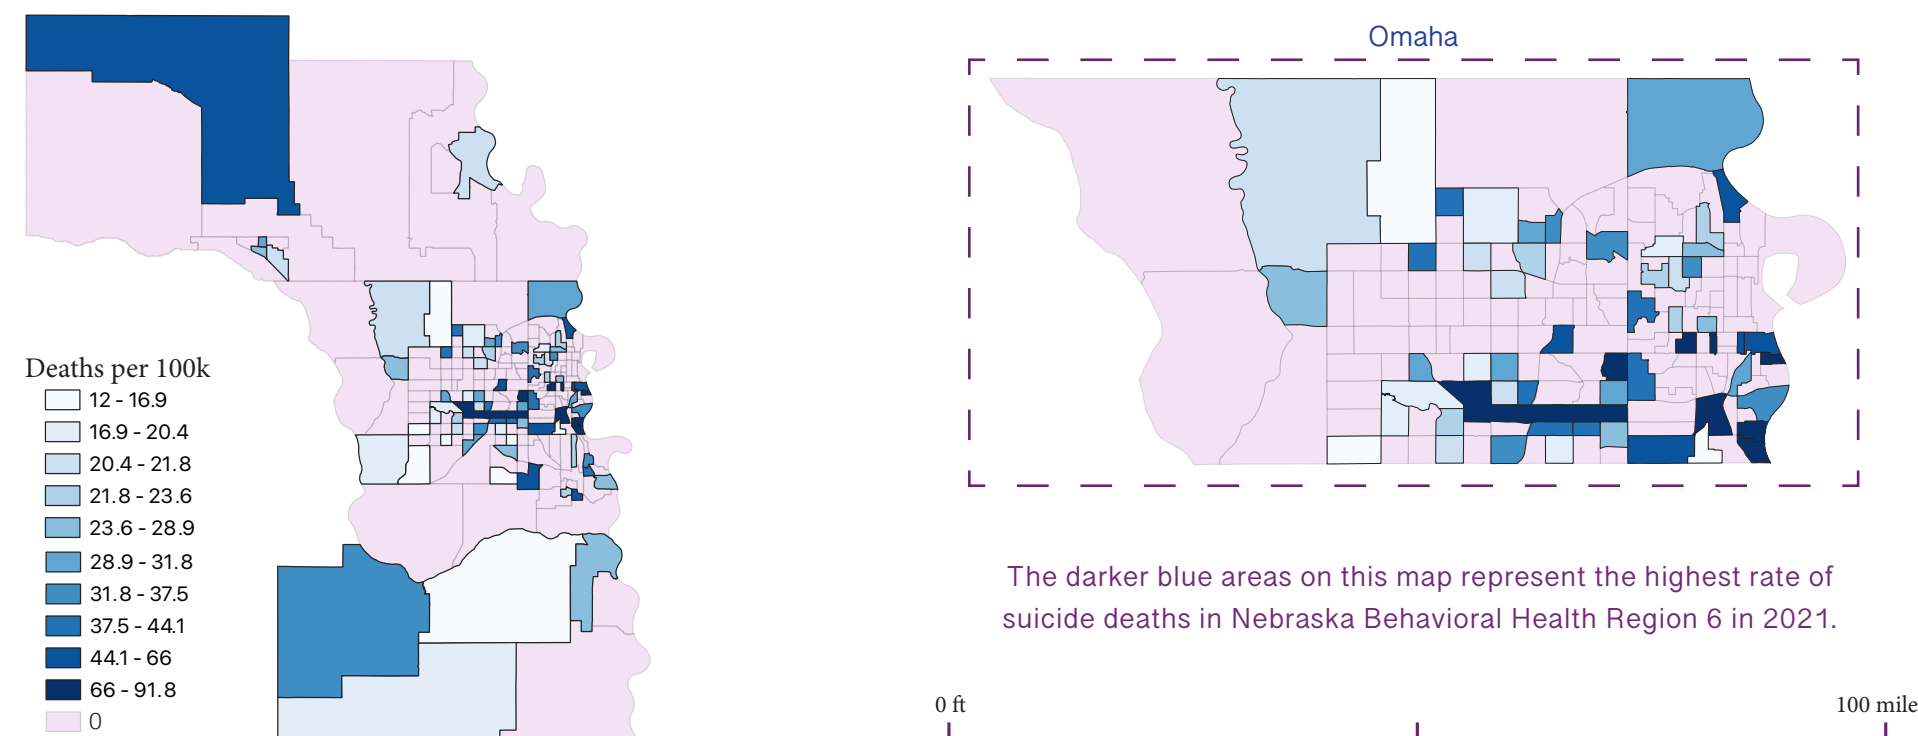 Omaha
Deaths per 100k
12 - 16.9
16.9 - 20.4
20.4 - 21.8
21.8 - 23.6
23.6 - 28.9
28.9 - 31.8
31.8 - 37.5
37.5 - 44.1
44.1 - 66
66 - 91.8
0
The darker blue areas on this map represent the highest rate of
suicide deaths in Nebraska Behavioral Health Region 6 in 2021.
0 ft
100 mile